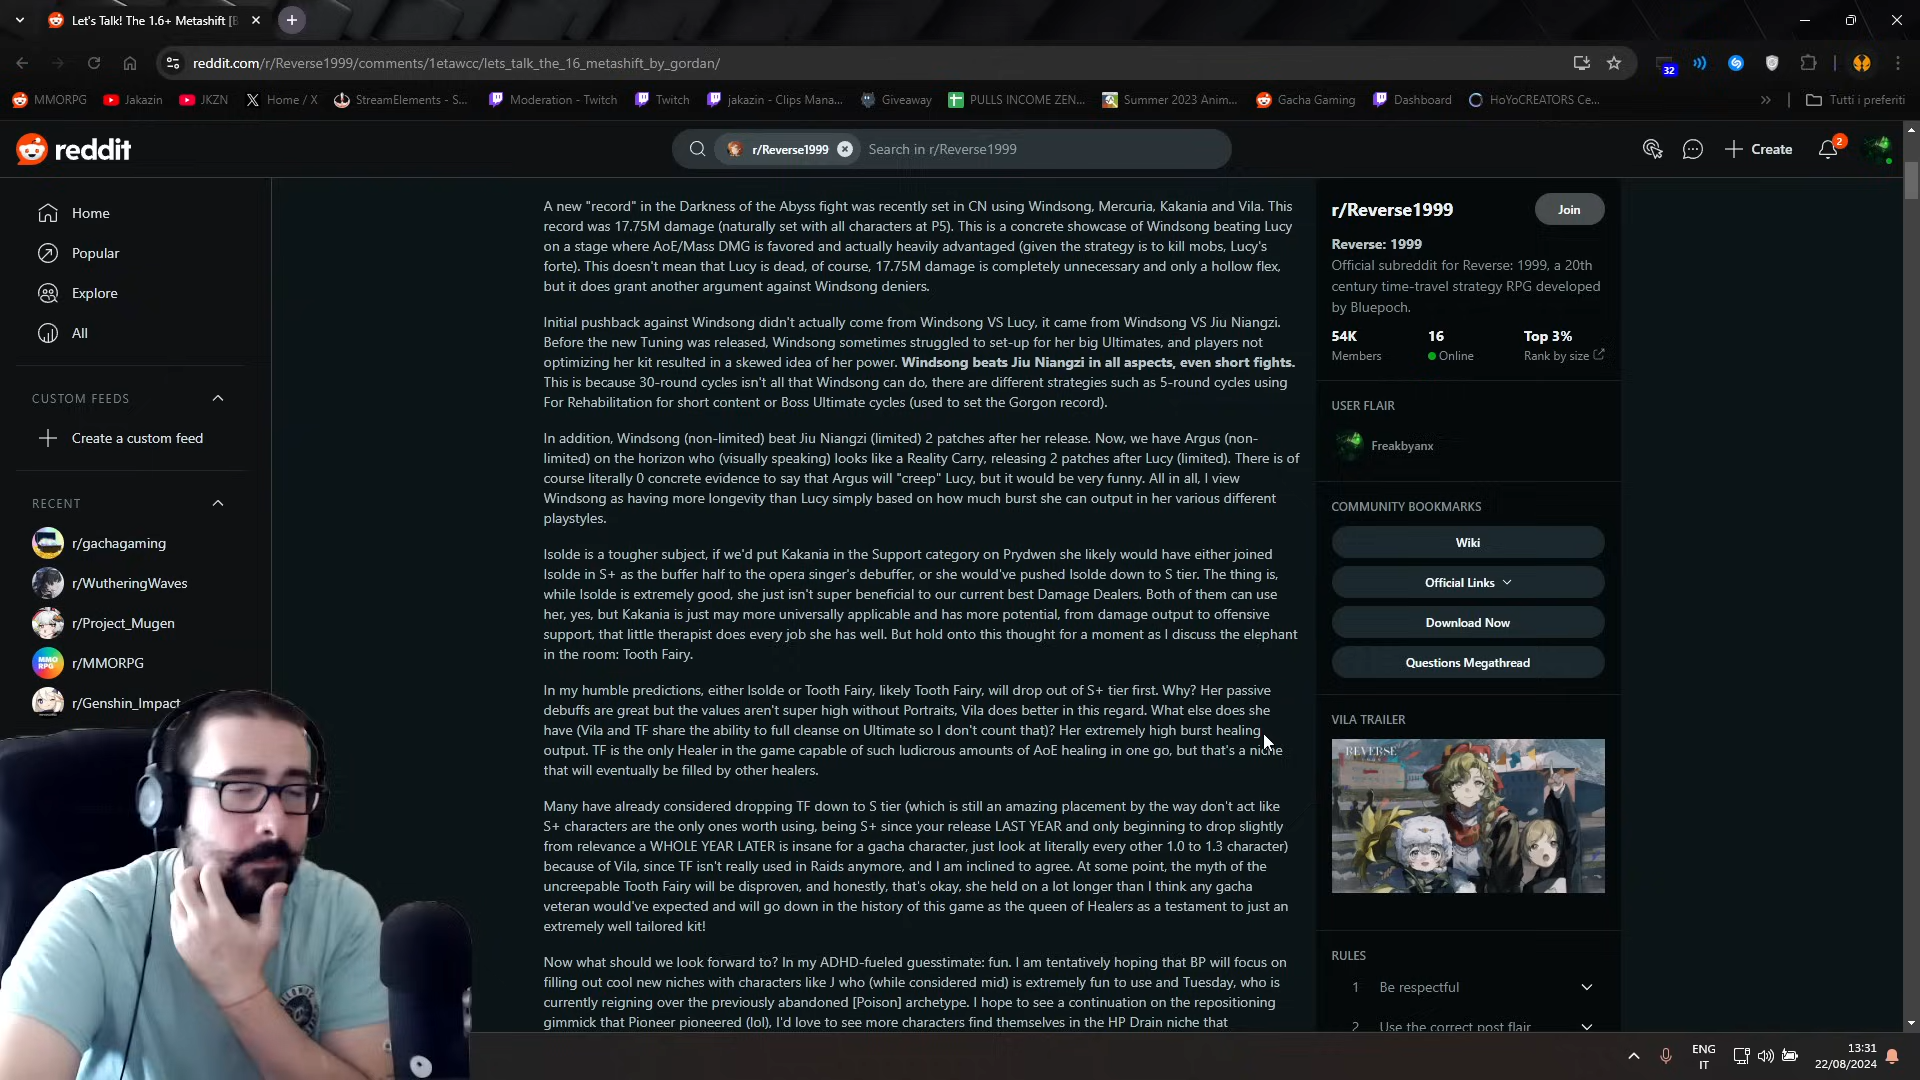 Let's Talk! The 1.6+ Metashift [B
reddit.com/r/Reverse1999/comments/1etawcc/lets_talk_the_16_metashift_by_gordan/
32
MMORPG
Jakazin
JKZN
Home / X
StreamElements - S...
Moderation - Twitch
Twitch
jakazin - Clips Mana...
Giveaway
PULLS INCOME ZEN...
Summer 2023 Anim...
Gacha Gaming
Dashboard
HoYoCREATORS Ce...
Tutti i preferiti
reddit
r/Reverse1999
Search in r/Reverse1999
Create
2
Home
Popular
Explore
All
CUSTOM FEEDS
Create a custom feed
RECENT
r/gachagaming
r/WutheringWaves
r/Project_Mugen
r/MMORPG
r/Genshin_Impact
A new "record" in the Darkness of the Abyss fight was recently set in CN using Windsong, Mercuria, Kakania and Vila. This
record was 17.75M damage (naturally set with all characters at P5). This is a concrete showcase of Windsong beating Lucy
on a stage where AoE/Mass DMG is favored and actually heavily advantaged (given the strategy is to kill mobs, Lucy's
forte). This doesn't mean that Lucy is dead, of course, 17.75M damage is completely unnecessary and only a hollow flex,
but it does grant another argument against Windsong deniers.
Initial pushback against Windsong didn't actually come from Windsong VS Lucy, it came from Windsong VS Jiu Niangzi.
Before the new Tuning was released, Windsong sometimes struggled to set-up for her big Ultimates, and players not
optimizing her kit resulted in a skewed idea of her power. Windsong beats Jiu Niangzi in all aspects, even short fights.
This is because 30-round cycles isn't all that Windsong can do, there are different strategies such as 5-round cycles using
For Rehabilitation for short content or Boss Ultimate cycles (used to set the Gorgon record).
In addition, Windsong (non-limited) beat Jiu Niangzi (limited) 2 patches after her release. Now, we have Argus (non-
limited) on the horizon who (visually speaking) looks like a Reality Carry, releasing 2 patches after Lucy (limited). There is of
course literally 0 concrete evidence to say that Argus will "creep" Lucy, but it would be very funny. All in all, I view
Windsong as having more longevity than Lucy simply based on how much burst she can output in her various different
playstyles.
Isolde is a tougher subject, if we'd put Kakania in the Support category on Prydwen she likely would have either joined
Isolde in S+ as the buffer half to the opera singer's debuffer, or she would've pushed Isolde down to S tier. The thing is,
while Isolde is extremely good, she just isn't super beneficial to our current best Damage Dealers. Both of them can use
her, yes, but Kakania is just may more universally applicable and has more potential, from damage output to offensive
support, that little therapist does every job she has well. But hold onto this thought for a moment as I discuss the elephant
in the room: Tooth Fairy.
In my humble predictions, either Isolde or Tooth Fairy, likely Tooth Fairy, will drop out of S+ tier first. Why? Her passive
debuffs are great but the values aren't super high without Portraits, Vila does better in this regard. What else does she
have (Vila and TF share the ability to full cleanse on Ultimate so I don't count that)? Her extremely high burst healing
output. TF is the only Healer in the game capable of such ludicrous amounts of AoE healing in one go, but that's a niche
that will eventually be filled by other healers.
Many have already considered dropping TF down to S tier (which is still an amazing placement by the way don't act like
S+ characters are the only ones worth using, being S+ since your release LAST YEAR and only beginning to drop slightly
from relevance a WHOLE YEAR LATER is insane for a gacha character, just look at literally every other 1.0 to 1.3 character)
because of Vila, since TF isn't really used in Raids anymore, and I am inclined to agree. At some point, the myth of the
uncreepable Tooth Fairy will be disproven, and honestly, that's okay, she held on a lot longer than I think any gacha
veteran would've expected and will go down in the history of this game as the queen of Healers as a testament to just an
extremely well tailored kit!
Now what should we look forward to? In my ADHD-fueled guesstimate: fun. I am tentatively hoping that BP will focus on
filling out cool new niches with characters like J who (while considered mid) is extremely fun to use and Tuesday, who is
currently reigning over the previously abandoned [Poison] archetype. I hope to see a continuation on the repositioning
gimmick that Pioneer pioneered (lol), I'd love to see more characters find themselves in the HP Drain niche that
r/Reverse1999
Join
Reverse: 1999
Official subreddit for Reverse: 1999, a 20th
century time-travel strategy RPG developed
by Bluepoch.
54K
16
Top 3%
Members
Online
Rank by size
USER FLAIR
Freakbyanx
COMMUNITY BOOKMARKS
Wiki
Official Links
Download Now
Questions Megathread
VILA TRAILER
REVERSE
RULES
1
Be respectful
2
Use the correct post flair
ENG
IT
13:31
22/08/2024